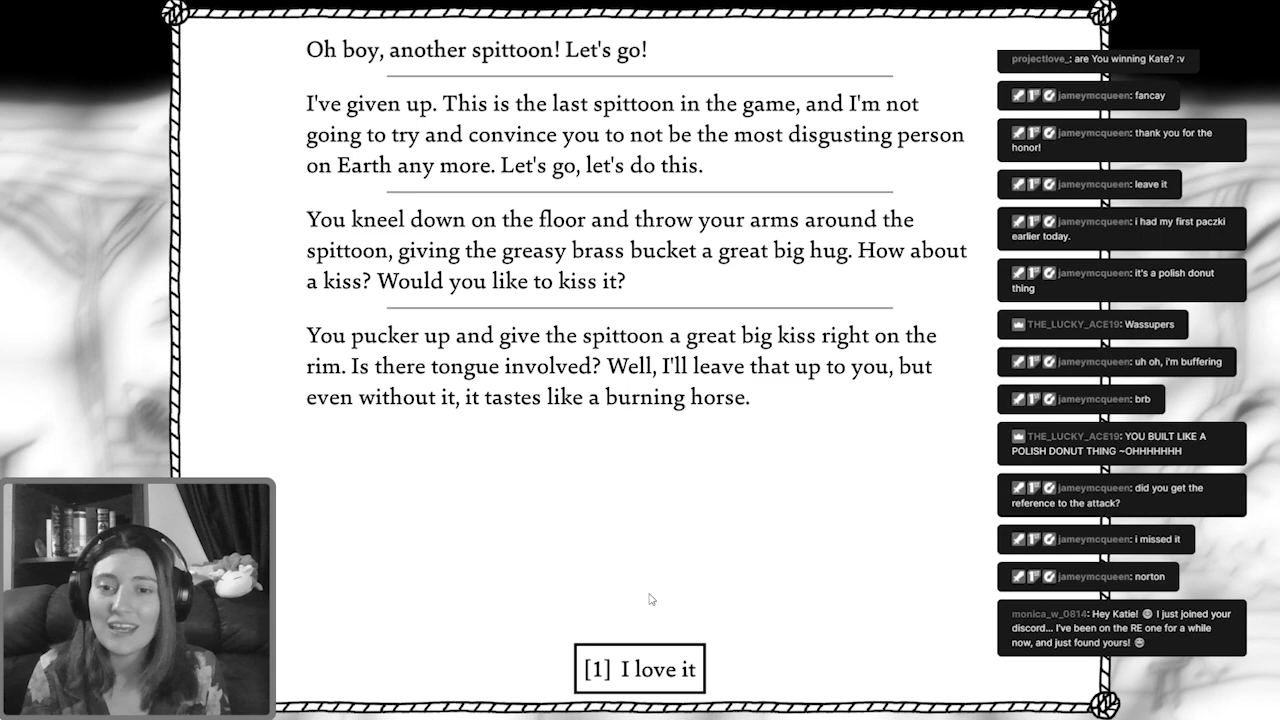 Oh boy, another spittoon! Let's go!
I've given up. This is the last spittoon in the game, and I'm not
going to try and convince you to not be the most disgusting person
on Earth any more. Let's go, let's do this.
You kneel down on the floor and throw your arms around the
spittoon, giving the greasy brass bucket a great big hug. How about
a kiss? Would you like to kiss it?
You pucker up and give the spittoon a great big kiss right on the
rim. Is there tongue involved? Well, I'll leave that up to you, but
even without it, it tastes like a burning horse.
[1] I love it
projectlove_: are You winning Kate? :v
jameymcqueen: fancay
jameymcqueen: thank you for the
honor!
jameymcqueen: leave it
jameymcqueen: i had my first paczki
earlier today.
jameymcqueen: it's a polish donut
thing
THE_LUCKY_ACE19: Wassupers
jameymcqueen: uh oh, i'm buffering
jameymcqueen: brb
THE_LUCKY_ACE19: YOU BUILT LIKE A
POLISH DONUT THING ~OHHHHHHH
jameymcqueen: did you get the
reference to the attack?
jameymcqueen: i missed it
jameymcqueen: norton
monica_w_0814: Hey Katie! I just joined your
discord... I've been on the RE one for a while
now, and just found yours!